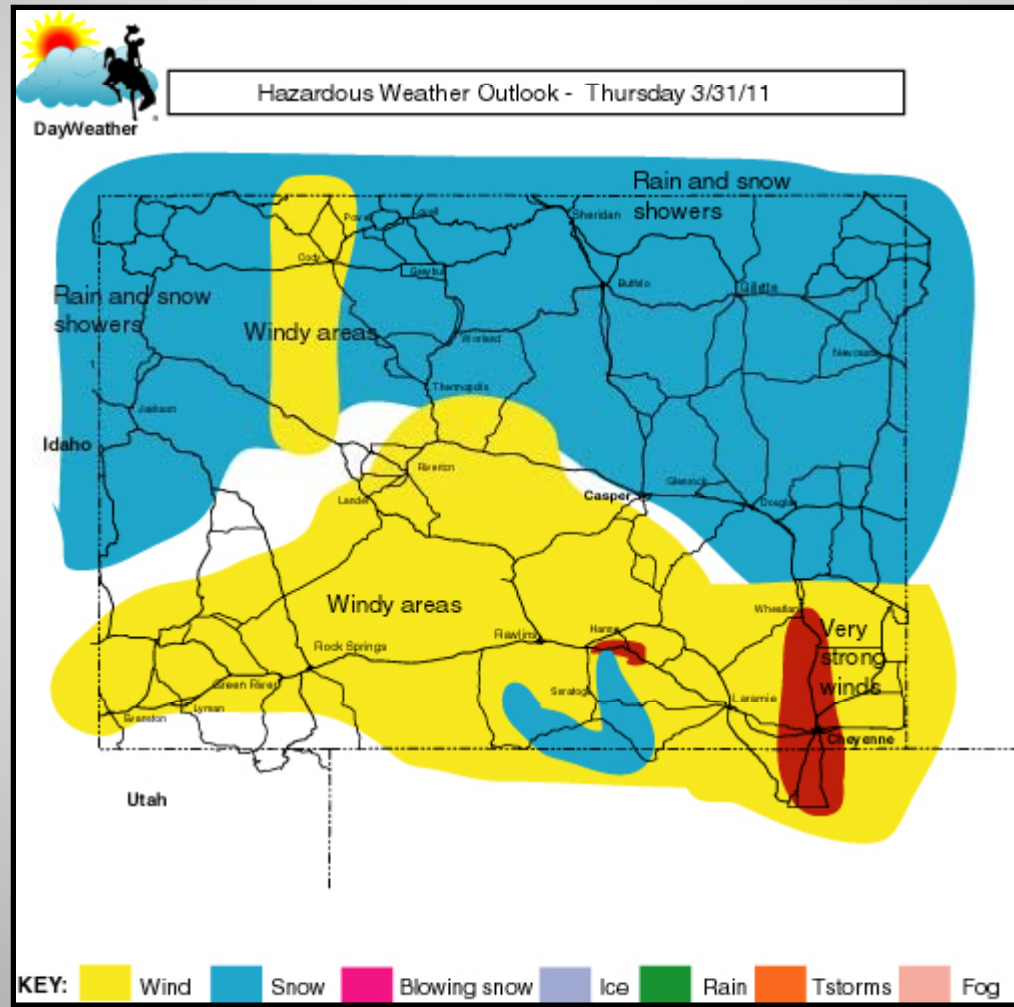 DayWeather
Hazardous Weather Outlook - Thursday 3/31/11
Rain and snow
showers
Sheridan
Powell
Lovell
Cody
Greybull
Buffalo
Gillette
Rain and snow
showers
Windy areas
Worland
Newcastle
Thermopolis
Jackson
Idaho
Riverton
Lander
Casper
Glenrock
Douglas
Windy areas
Wheatland
Very
strong
winds
Hanna
Rawlins
Rock Springs
Saratoga
Laramie
Green River
Lyman
Evanston
Cheyenne
Utah
KEY: Wind Snow Blowing snow Ice Rain Tstorms Fog